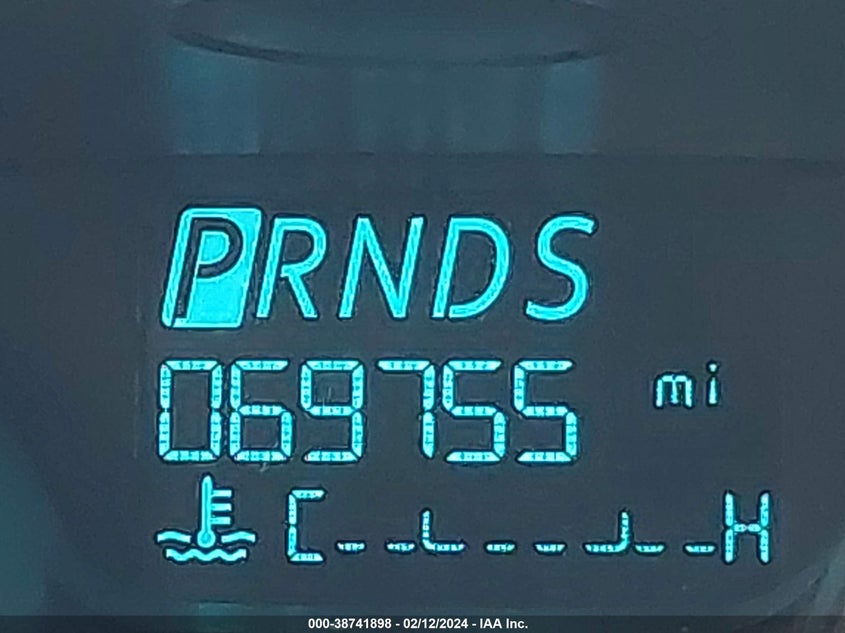 PRNDS
069755 mi
C H
000-38741898 - 02/12/2024 - IAA Inc.